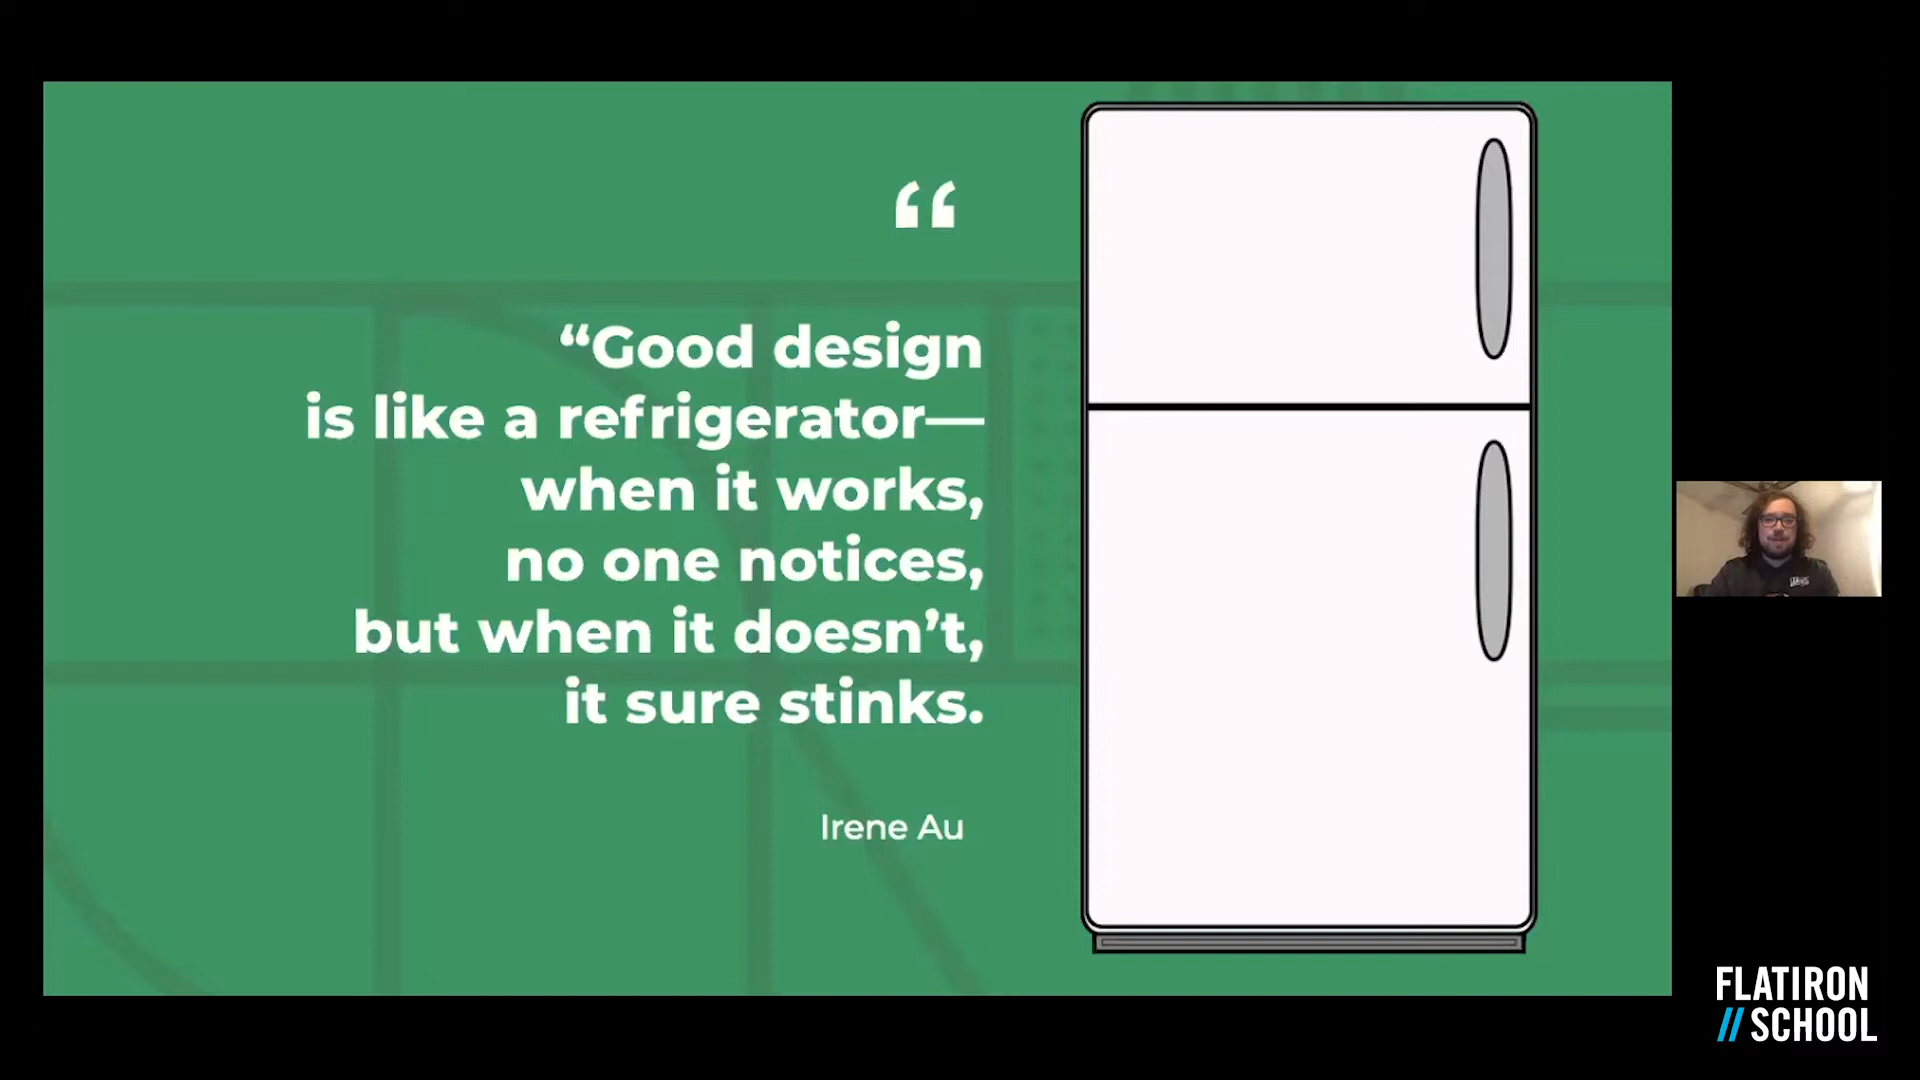 “
“Good design
is like a refrigerator—
when it works,
no one notices,
but when it doesn’t,
it sure stinks.
Irene Au
FLATIRON
// SCHOOL